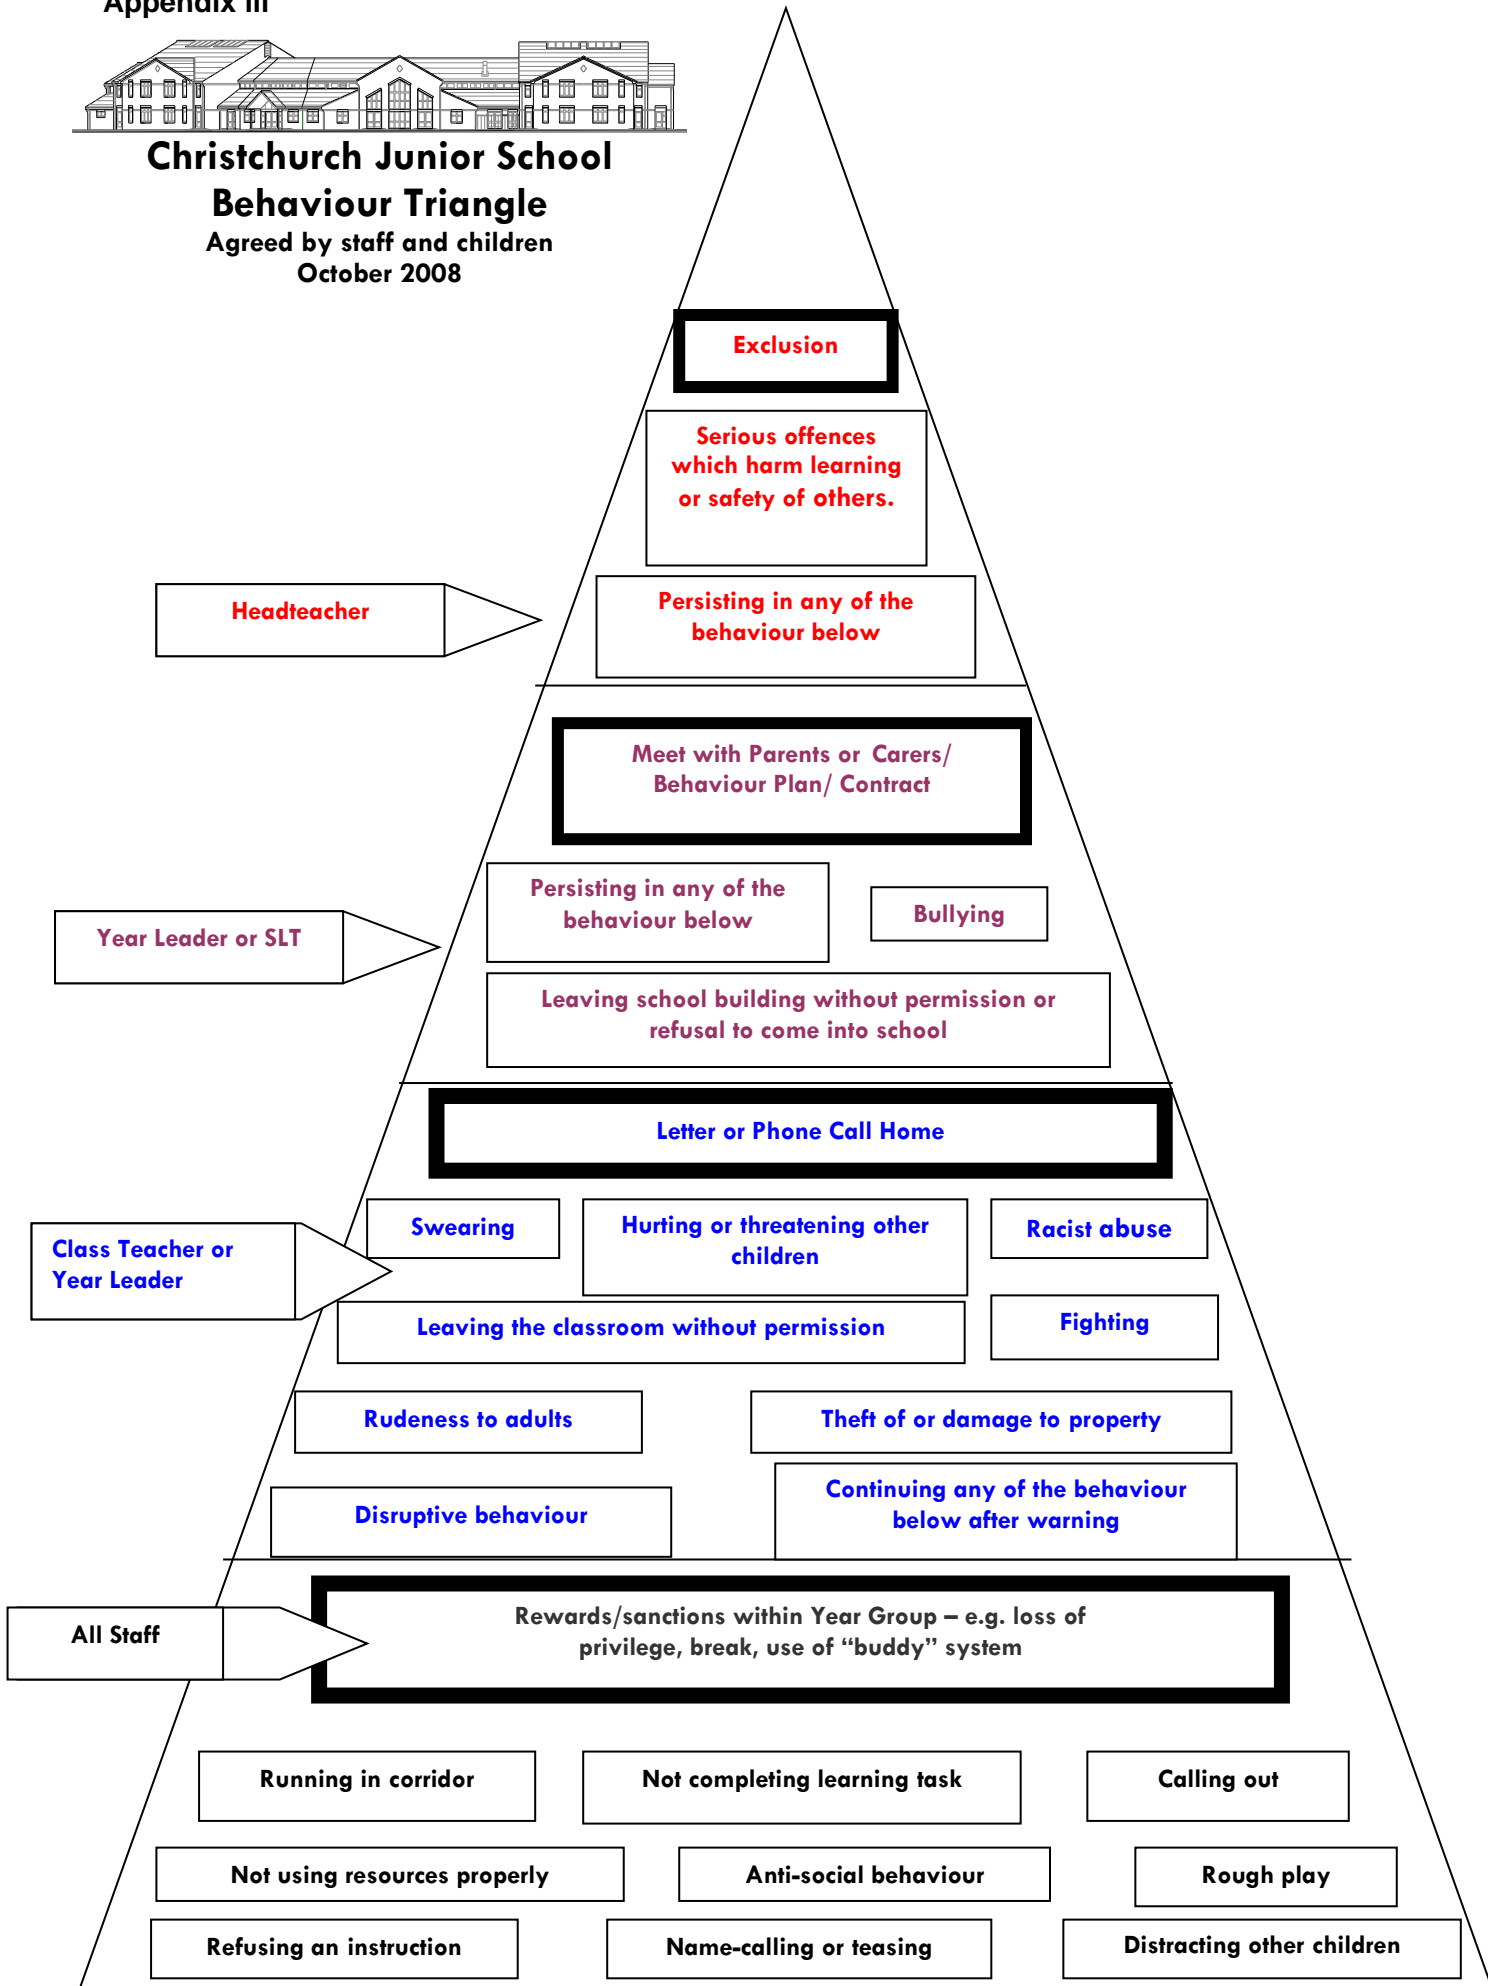 Appendix III
Christchurch Junior School
Behaviour Triangle
Agreed by staff and children
October 2008
Exclusion
Serious offences
which harm learning
or safety of others.
Headteacher
Persisting in any of the
behaviour below
Meet with Parents or Carers/
Behaviour Plan/ Contract
Persisting in any of the
behaviour below
Bullying
Year Leader or SLT
Leaving school building without permission or
refusal to come into school
Letter or Phone Call Home
Class Teacher or
Year Leader
Swearing
Hurting or threatening other
children
Racist abuse
Leaving the classroom without permission
Fighting
Rudeness to adults
Theft of or damage to property
Disruptive behaviour
Continuing any of the behaviour
below after warning
All Staff
Rewards/sanctions within Year Group – e.g. loss of
privilege, break, use of “buddy” system
Running in corridor
Not completing learning task
Calling out
Not using resources properly
Anti-social behaviour
Rough play
Refusing an instruction
Name-calling or teasing
Distracting other children